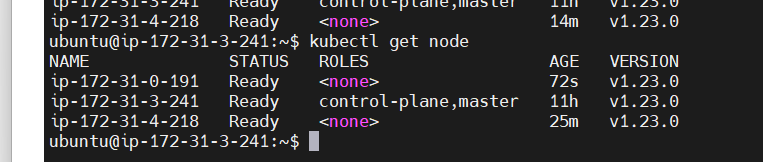 ip-172-31-3-241 Ready control-plane,master 11h v1.23.0
ip-172-31-4-218 Ready <none> 14m v1.23.0
ubuntu@ip-172-31-3-241:~$ kubectl get node
NAME STATUS ROLES AGE VERSION
ip-172-31-0-191 Ready <none> 72s v1.23.0
ip-172-31-3-241 Ready control-plane,master 11h v1.23.0
ip-172-31-4-218 Ready <none> 25m v1.23.0
ubuntu@ip-172-31-3-241:~$